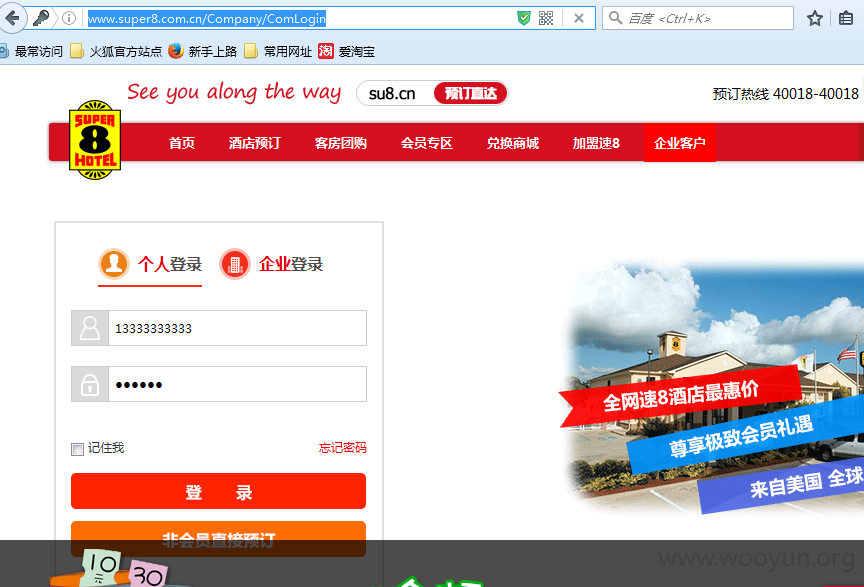 www.super8.com.cn/Company/ComLogin
百度 <Ctrl+K>
最常访问 火狐官方站点 新手上路 常用网址 淘 爱淘宝
See you along the way su8.cn 预订直达
预订热线 40018-40018
SUPER
8
HOTEL
首页 酒店预订 客房团购 会员专区 兑换商城 加盟速8 企业客户
个人登录 企业登录
13333333333
••••••
记住我 忘记密码
登 录
非会员直接预订
全网速8酒店最惠价
尊享极致会员礼遇
来自美国 全球
10
元
30
www.wooyun.org